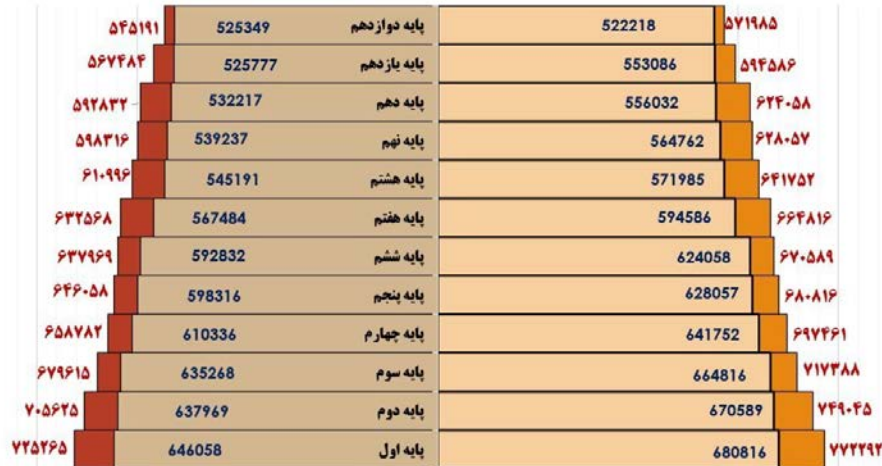 ۵۴۵۱۹۱ 525349 پایه دوازدهم 522218 ۵۷۱۹۸۵
۵۶۷۴۸۴ 525777 پایه یازدهم 553086 ۵۹۴۵۸۶
۵۹۲۸۳۲ 532217 پایه دهم 556032 ۶۲۴۰۵۸
۵۹۸۳۱۶ 539237 پایه نهم 564762 ۶۲۸۰۵۷
۶۱۰۹۹۶ 545191 پایه هشتم 571985 ۶۴۱۷۵۲
۶۳۲۵۶۸ 567484 پایه هفتم 594586 ۶۶۴۸۱۶
۶۳۷۹۶۹ 592832 پایه ششم 624058 ۶۷۰۵۸۹
۶۴۶۰۵۸ 598316 پایه پنجم 628057 ۶۸۰۸۱۶
۶۵۸۷۸۲ 610336 پایه چهارم 641752 ۶۹۷۴۶۱
۶۷۹۶۱۵ 635268 پایه سوم 664816 ۷۱۷۳۸۸
۷۰۵۶۲۵ 637969 پایه دوم 670589 ۷۴۹۰۴۵
۷۲۵۲۶۵ 646058 پایه اول 680816 ۷۷۲۲۹۲